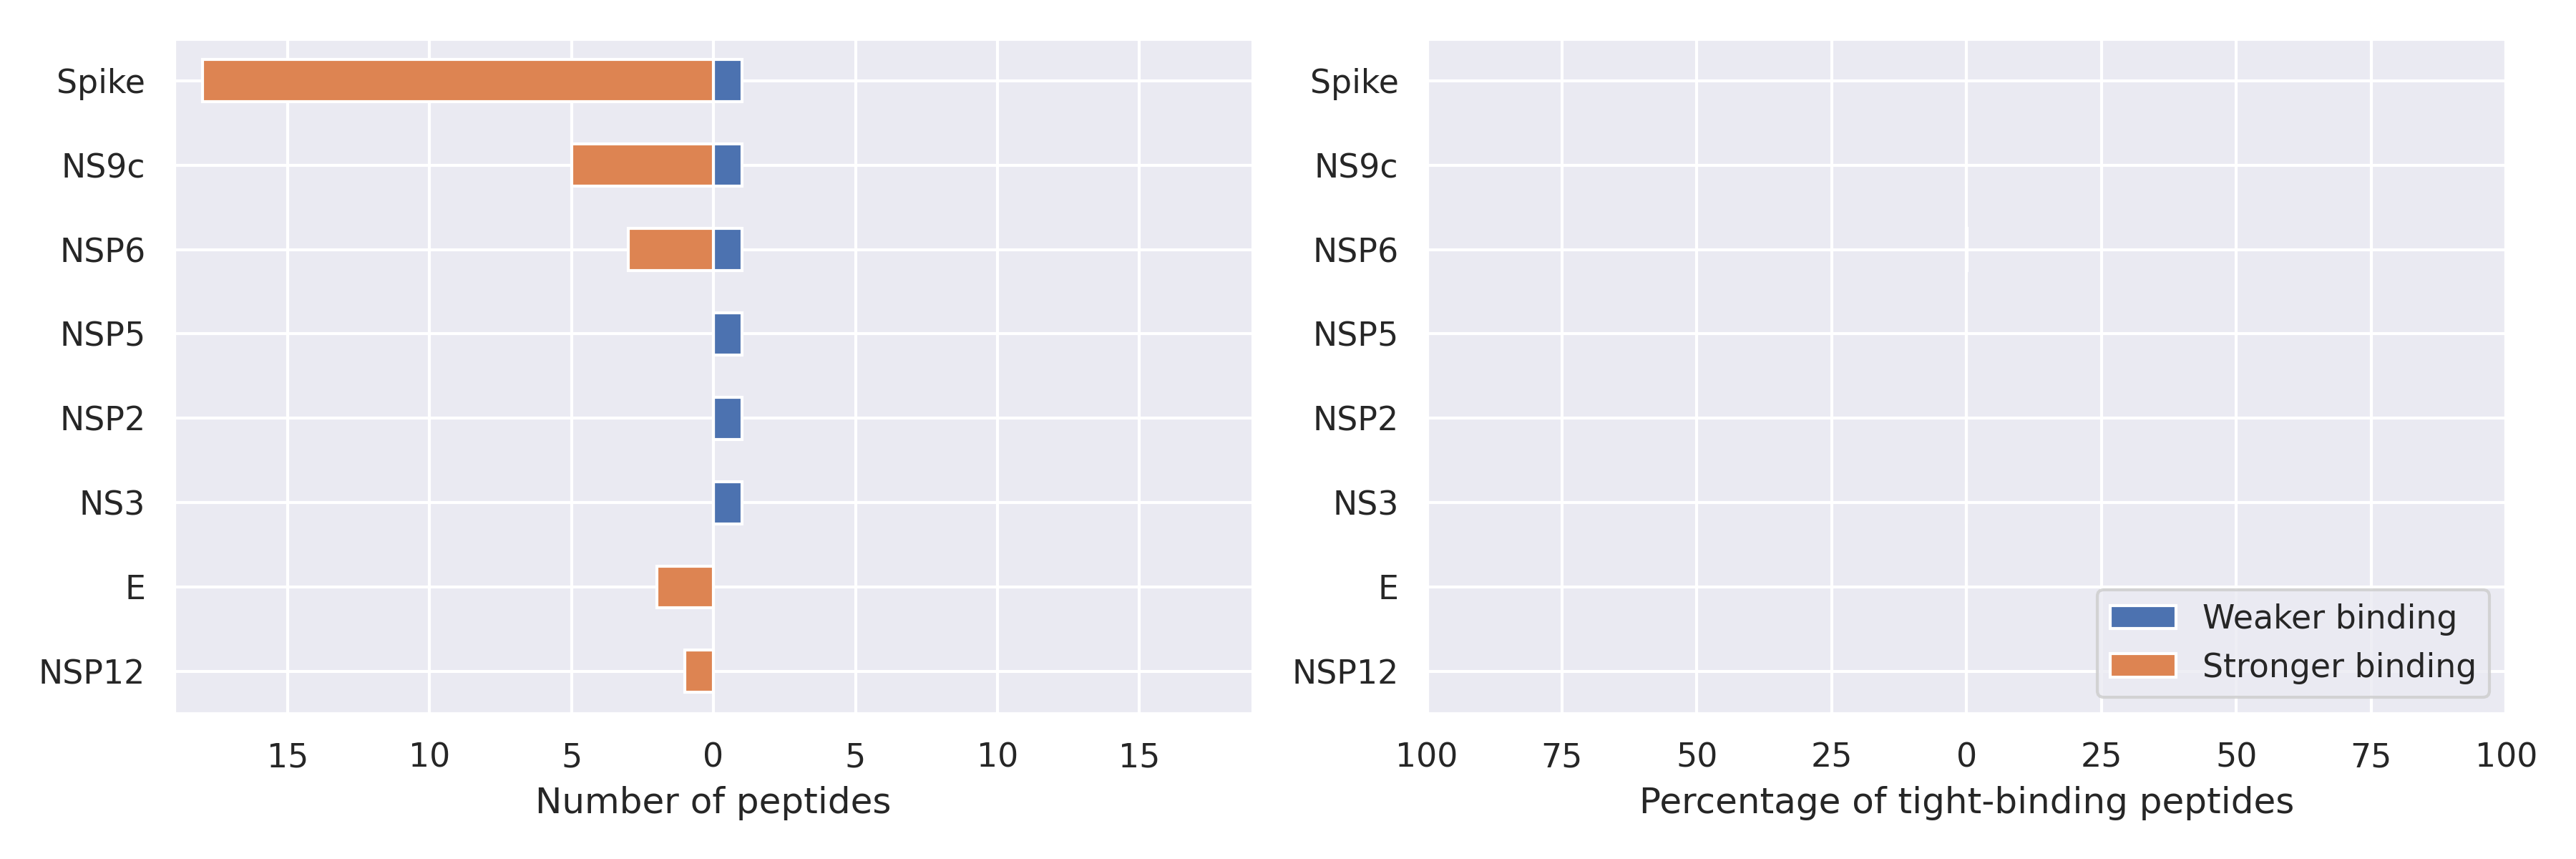 Spike
NS9c
NSP6
NSP5
NSP2
NS3
E
NSP12
15 10 5 0 5 10 15
Number of peptides
Spike
NS9c
NSP6
NSP5
NSP2
NS3
E
NSP12
100 75 50 25 0 25 50 75 100
Percentage of tight-binding peptides
Weaker binding
Stronger binding